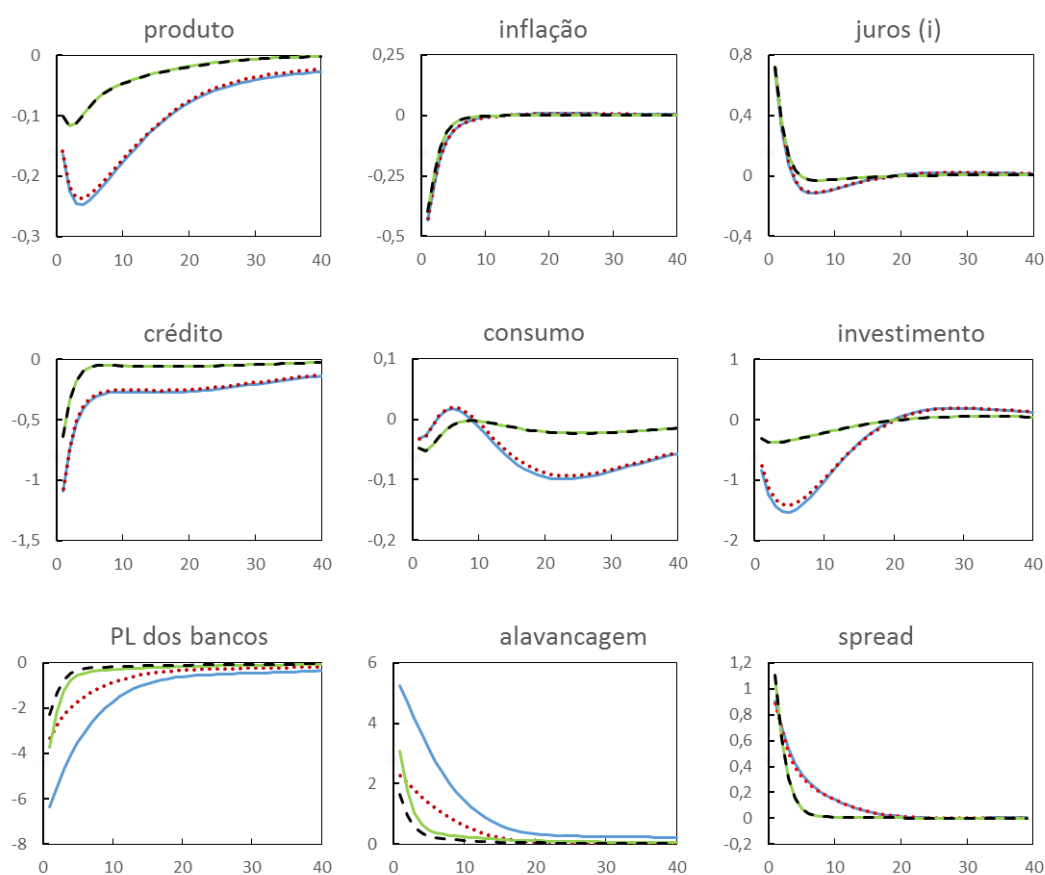 produto
inflação
juros (i)
0
-0,1
-0,2
-0,3
0 10 20 30 40
0,25
0
-0,25
-0,5
0 10 20 30 40
0,8
0,4
0
-0,4
0 10 20 30 40
crédito
consumo
investimento
0
-0,5
-1
-1,5
0 10 20 30 40
0,1
0
-0,1
-0,2
0 10 20 30 40
1
0
-1
-2
0 10 20 30 40
PL dos bancos
alavancagem
spread
0
-2
-4
-6
-8
0 10 20 30 40
6
4
2
0
0 10 20 30 40
1,2
1
0,8
0,6
0,4
0,2
0
-0,2
0 10 20 30 40